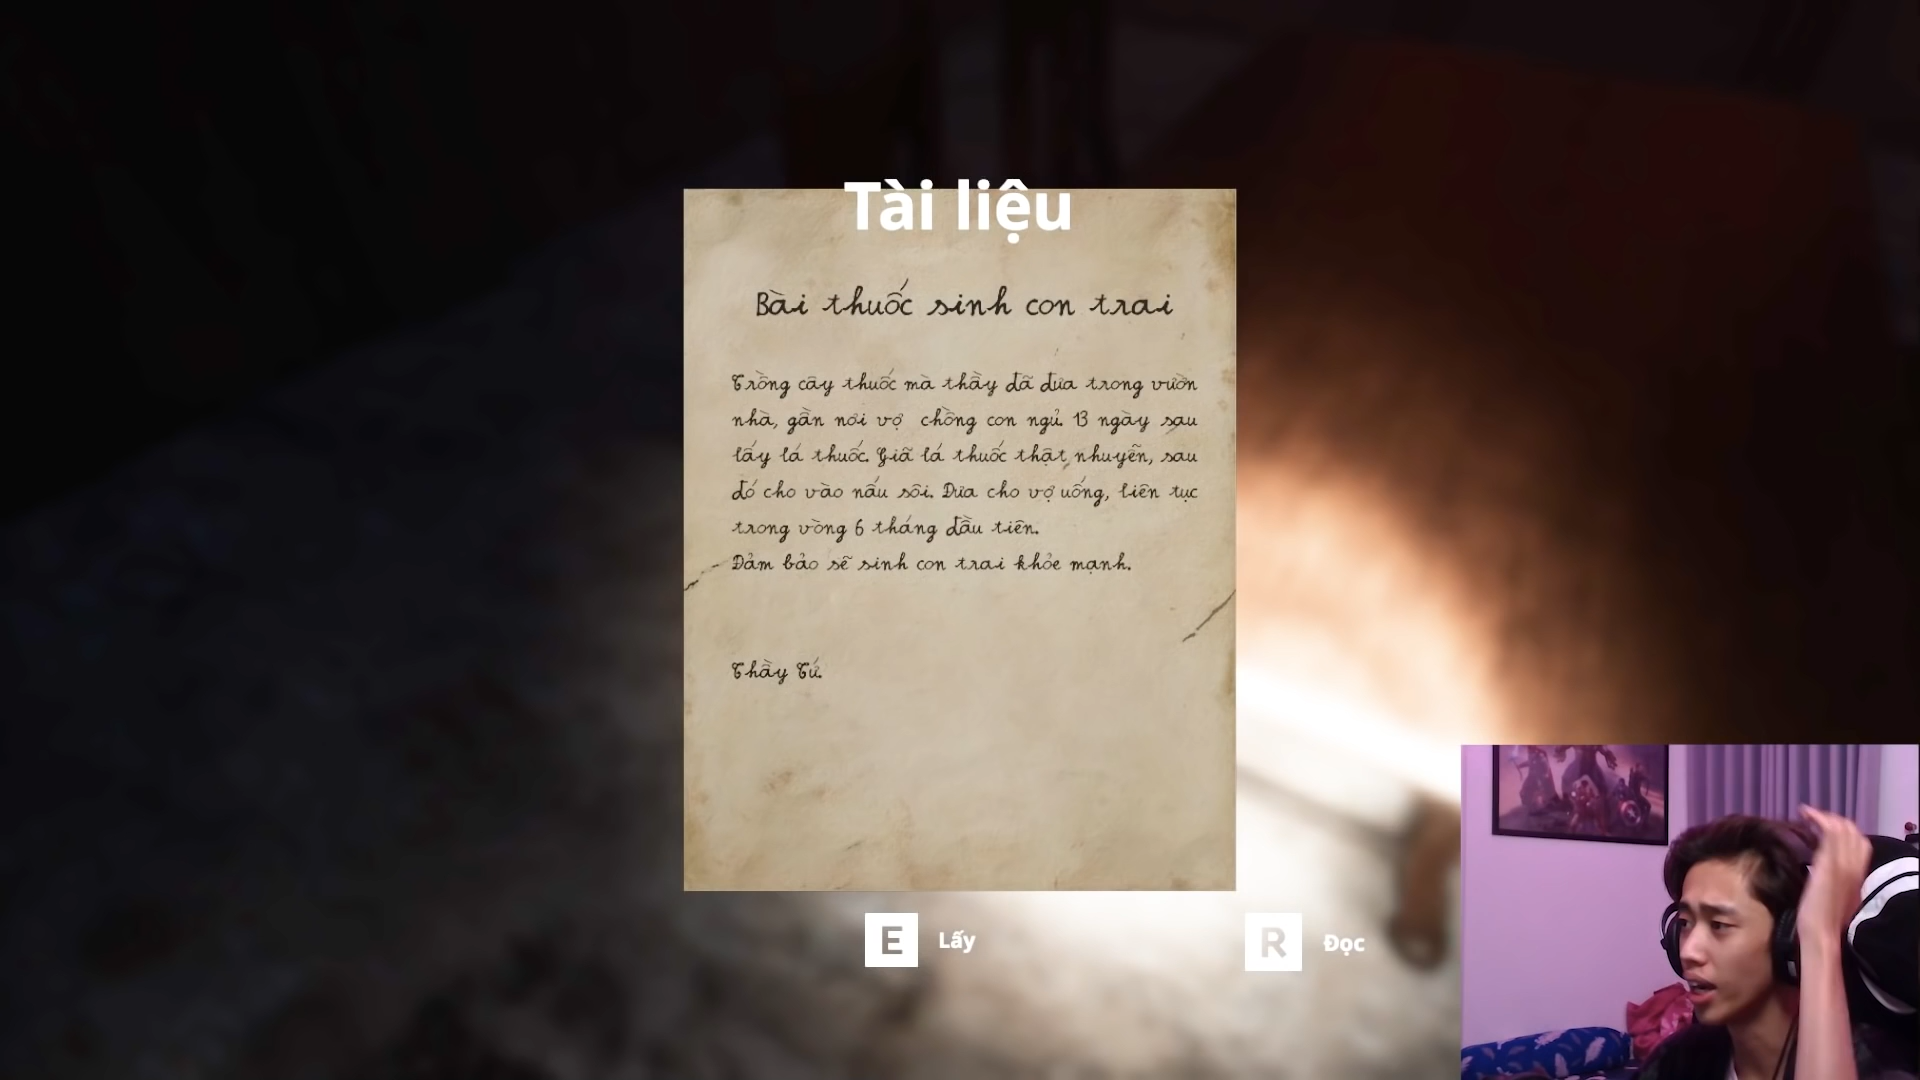 Tài liệu
Bài thuốc sinh con trai
Trồng cây thuốc mà thầy đã đưa trong vườn
nhà, gần nơi vợ chồng con ngủ. 13 ngày sau
lấy lá thuốc. Giã lá thuốc thật nhuyễn, sau
đó cho vào nấu sôi. Đưa cho vợ uống, liên tục
trong vòng 6 tháng đầu tiên.
Đảm bảo sẽ sinh con trai khỏe mạnh.
Thầy Tứ.
E Lấy
R Đọc